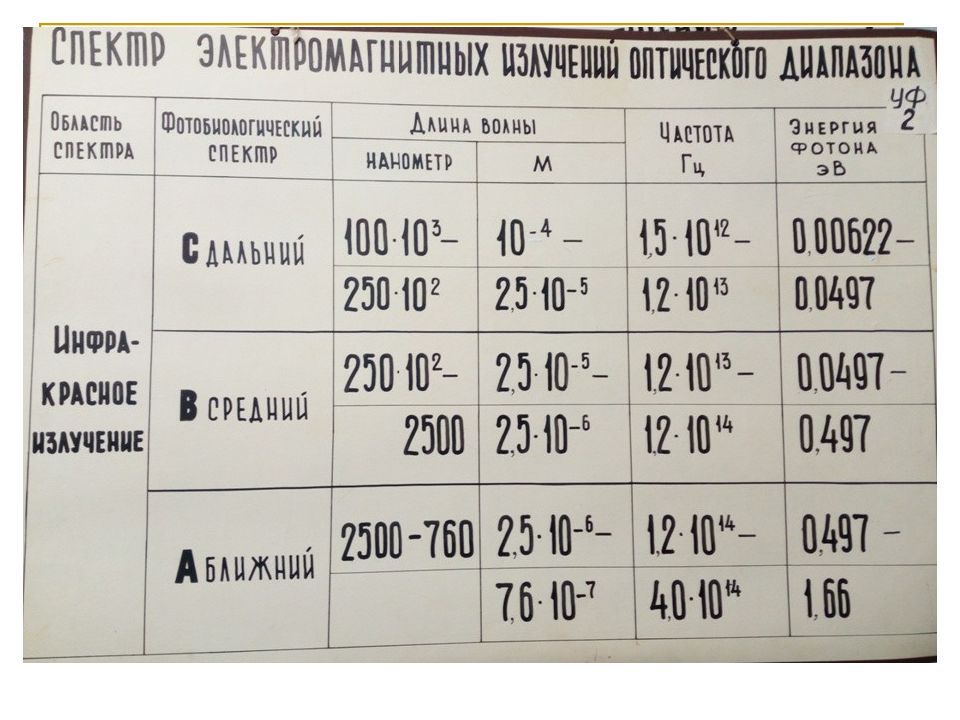 СПЕКТР ЭЛЕКТРОМАГНИТНЫХ ИЗЛУЧЕНИЙ ОПТИЧЕСКОГО ДИАПАЗОНА
УФ
2
ОБЛАСТЬ
СПЕКТРА
ФОТОБИОЛОГИЧЕСКИЙ
СПЕКТР
ДЛИНА ВОЛНЫ
НАНОМЕТР
М
ЧАСТОТА
Гц
ЭНЕРГИЯ
ФОТОНА
эВ
ИНФРА-
КРАСНОЕ
ИЗЛУЧЕНИЕ
С ДАЛЬНИЙ
100·10³– 10⁻⁴ – 1,5·10¹² – 0,00622 –
250·10² 2,5·10⁻⁵ 1,2·10¹³ 0,0497
В СРЕДНИЙ
250·10²– 2,5·10⁻⁵– 1,2·10¹³ – 0,0497 –
2500 2,5·10⁻⁶ 1,2·10¹⁴ 0,497
А БЛИЖНИЙ
2500-760 2,5·10⁻⁶– 1,2·10¹⁴ – 0,497 –
7,6·10⁻⁷ 4,0·10¹⁴ 1,66